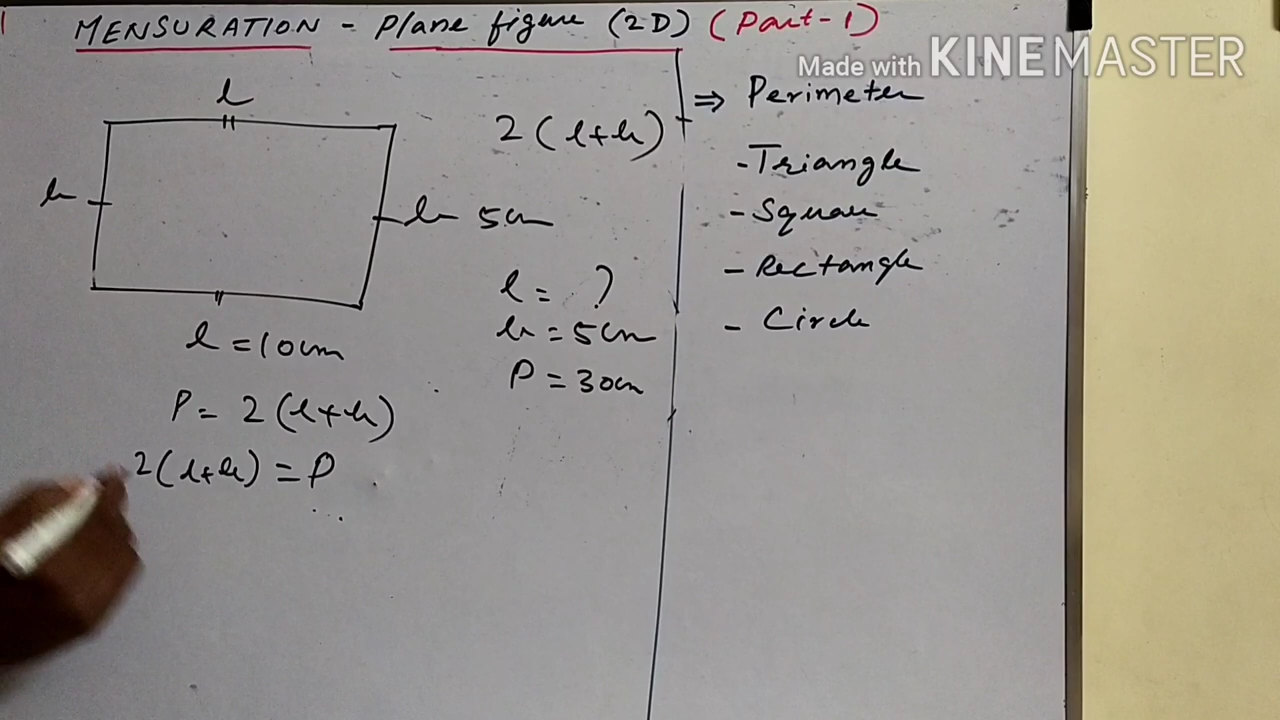 MENSURATION - Plane figure (2D) (Part-1)
Made with KINEMASTER
l
b
b 5cm
l = 10cm
2(l+b)
l = ?
b = 5cm
P = 30cm
P = 2(l+b)
2(l+b) = P
⇒ Perimeter
- Triangle
- Square
- Rectangle
- Circle